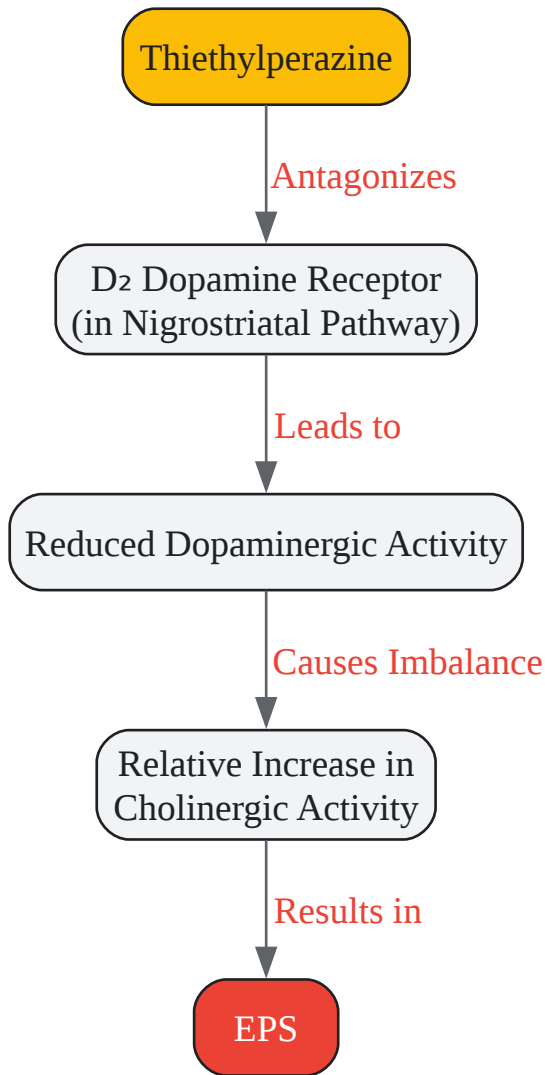 Thiethylperazine
Antagonizes
D₂ Dopamine Receptor
(in Nigrostriatal Pathway)
Leads to
Reduced Dopaminergic Activity
Causes Imbalance
Relative Increase in
Cholinergic Activity
Results in
EPS